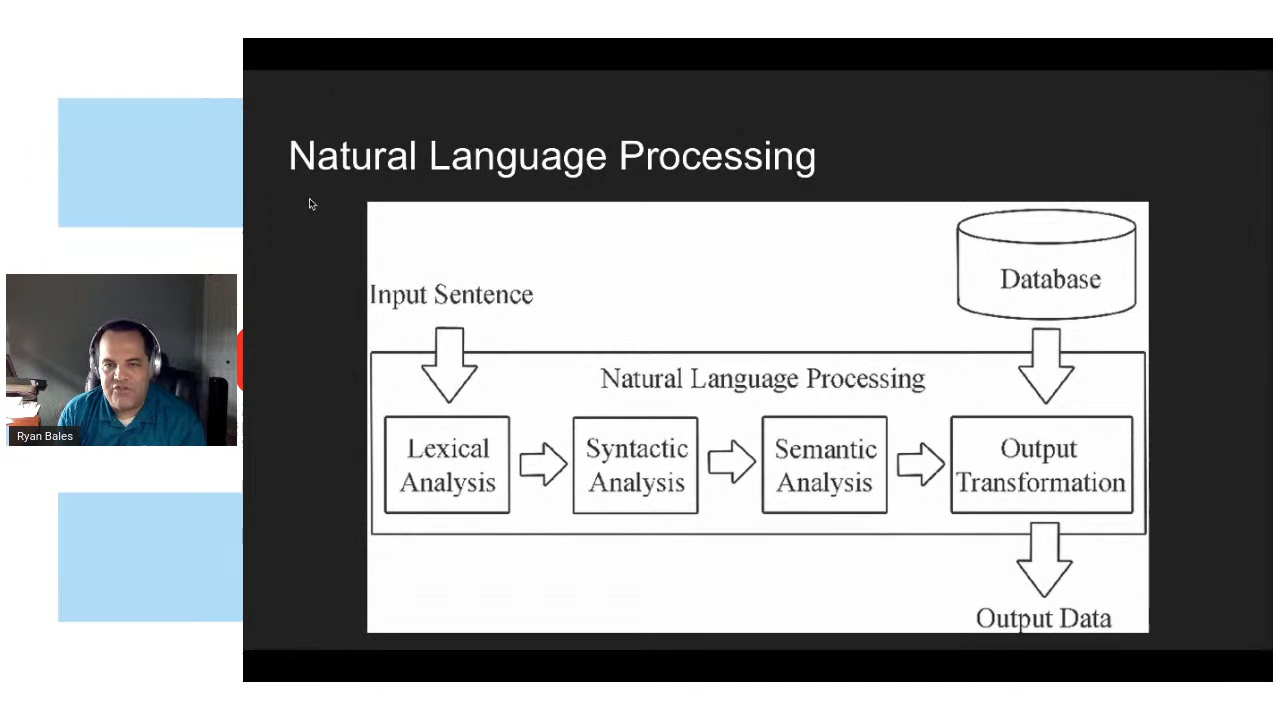 Natural Language Processing
Input Sentence
Database
Natural Language Processing
Lexical
Analysis
Syntactic
Analysis
Semantic
Analysis
Output
Transformation
Output Data
Ryan Bales